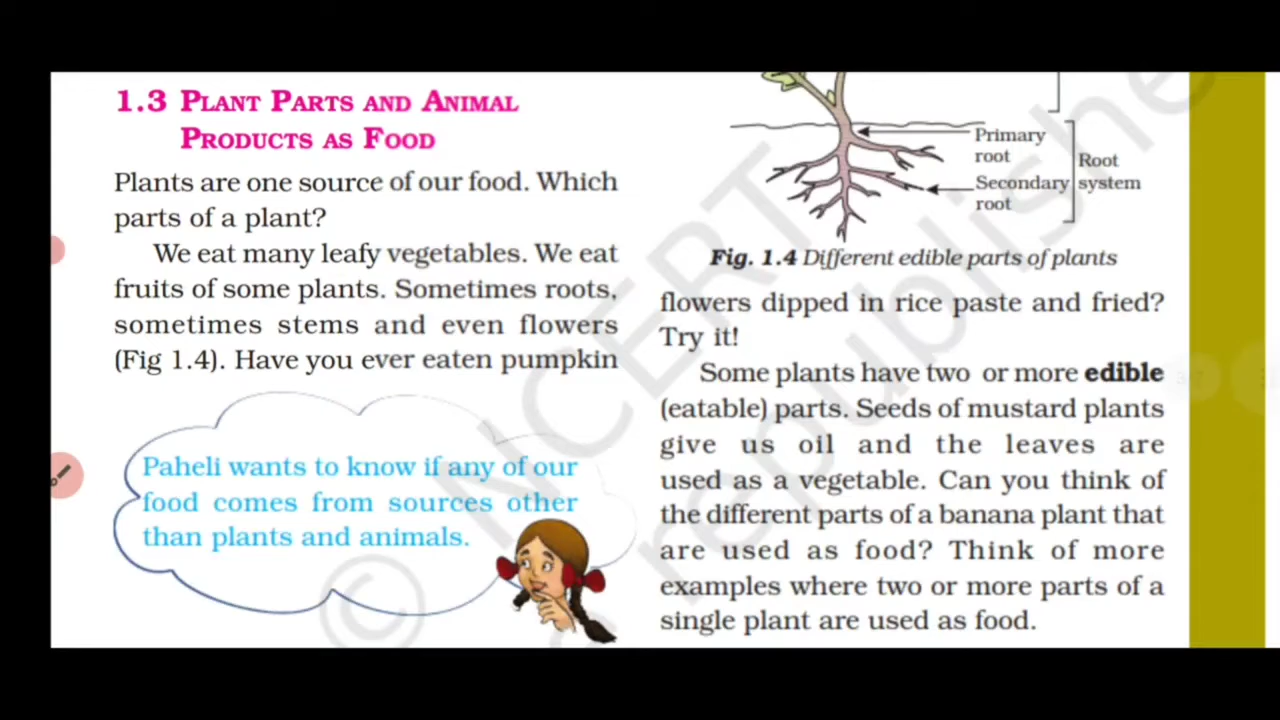 1.3 PLANT PARTS AND ANIMAL
PRODUCTS AS FOOD
Plants are one source of our food. Which
parts of a plant?
We eat many leafy vegetables. We eat
fruits of some plants. Sometimes roots,
sometimes stems and even flowers
(Fig 1.4). Have you ever eaten pumpkin
Paheli wants to know if any of our
food comes from sources other
than plants and animals.
Primary
root
Secondary
root
Root
system
Fig. 1.4 Different edible parts of plants
flowers dipped in rice paste and fried?
Try it!
Some plants have two or more edible
(eatable) parts. Seeds of mustard plants
give us oil and the leaves are
used as a vegetable. Can you think of
the different parts of a banana plant that
are used as food? Think of more
examples where two or more parts of a
single plant are used as food.
© NCERT
republishe